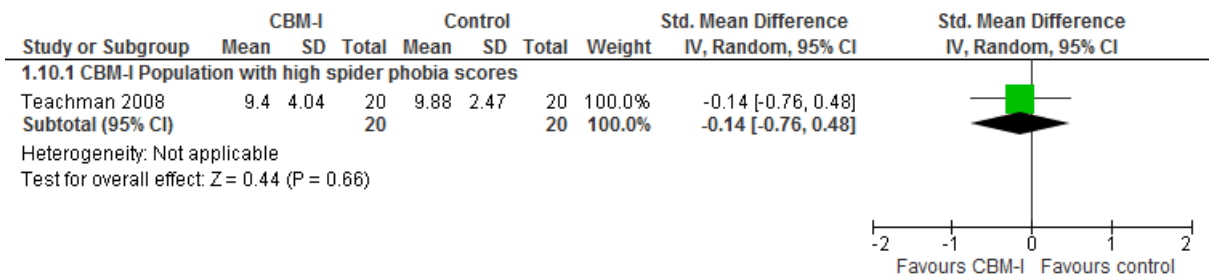 CBM-I Control Std. Mean Difference Std. Mean Difference
Study or Subgroup Mean SD Total Mean SD Total Weight IV, Random, 95% CI IV, Random, 95% CI
1.10.1 CBM-I Population with high spider phobia scores
Teachman 2008 9.4 4.04 20 9.88 2.47 20 100.0% -0.14 [-0.76, 0.48]
Subtotal (95% CI) 20 20 100.0% -0.14 [-0.76, 0.48]
Heterogeneity: Not applicable
Test for overall effect: Z = 0.44 (P = 0.66)
-2 -1 0 1 2
Favours CBM-I Favours control